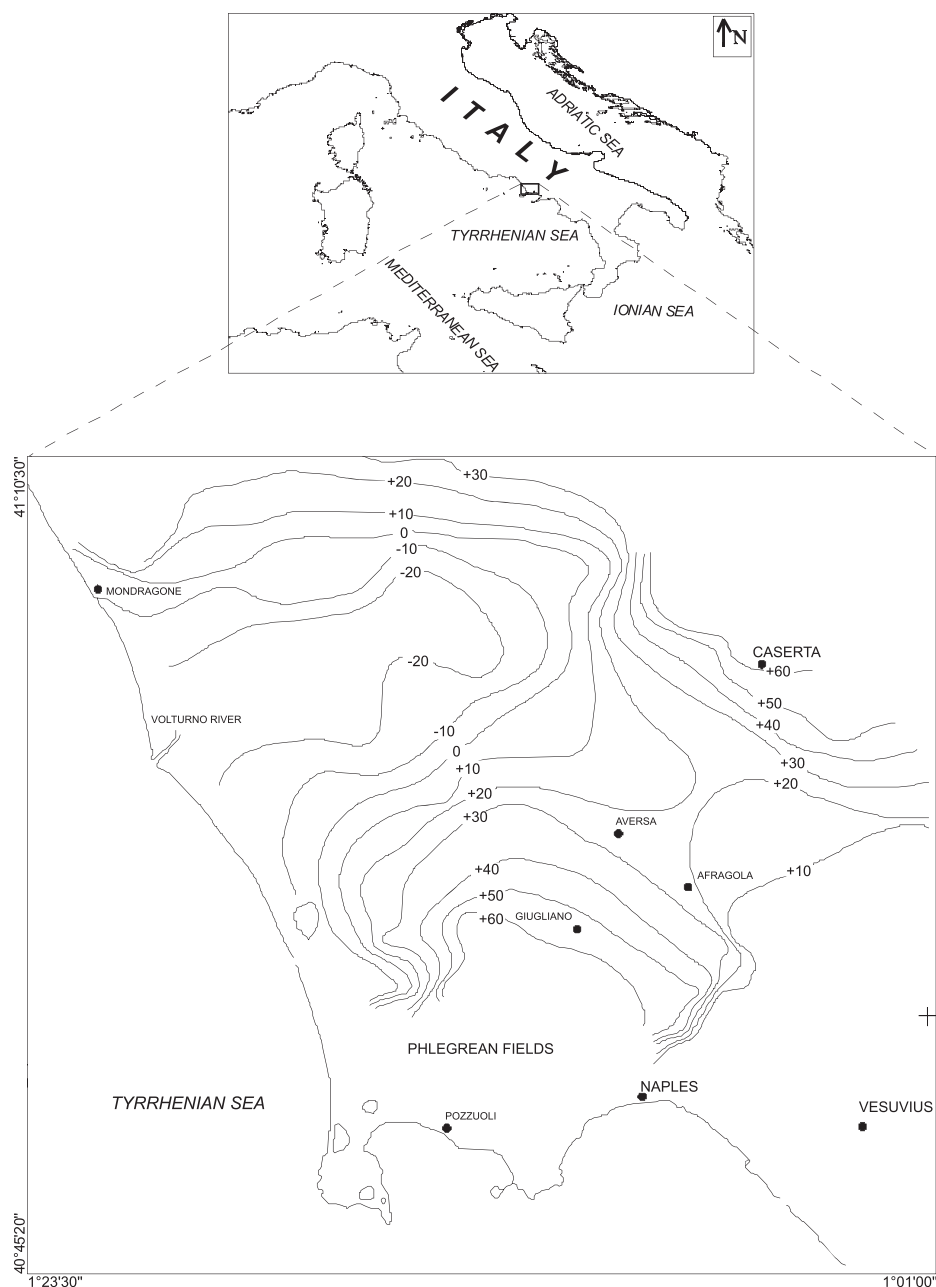 N
ITALY
ADRIATIC SEA
TYRRHENIAN SEA
MEDITERRANEAN SEA
IONIAN SEA
41°10'30"
+30
+20
+10
0
-10
-20
MONDRAGONE
CASERTA
-20
+60
+50
VOLTURNO RIVER
+40
-10
0
+30
+10
+20
+20
+30
AVERSA
+40
+10
AFRAGOLA
+50
+60
GIUGLIANO
PHLEGREAN FIELDS
NAPLES
TYRRHENIAN SEA
VESUVIUS
POZZUOLI
40°45'20"
1°23'30"
1°01'00"